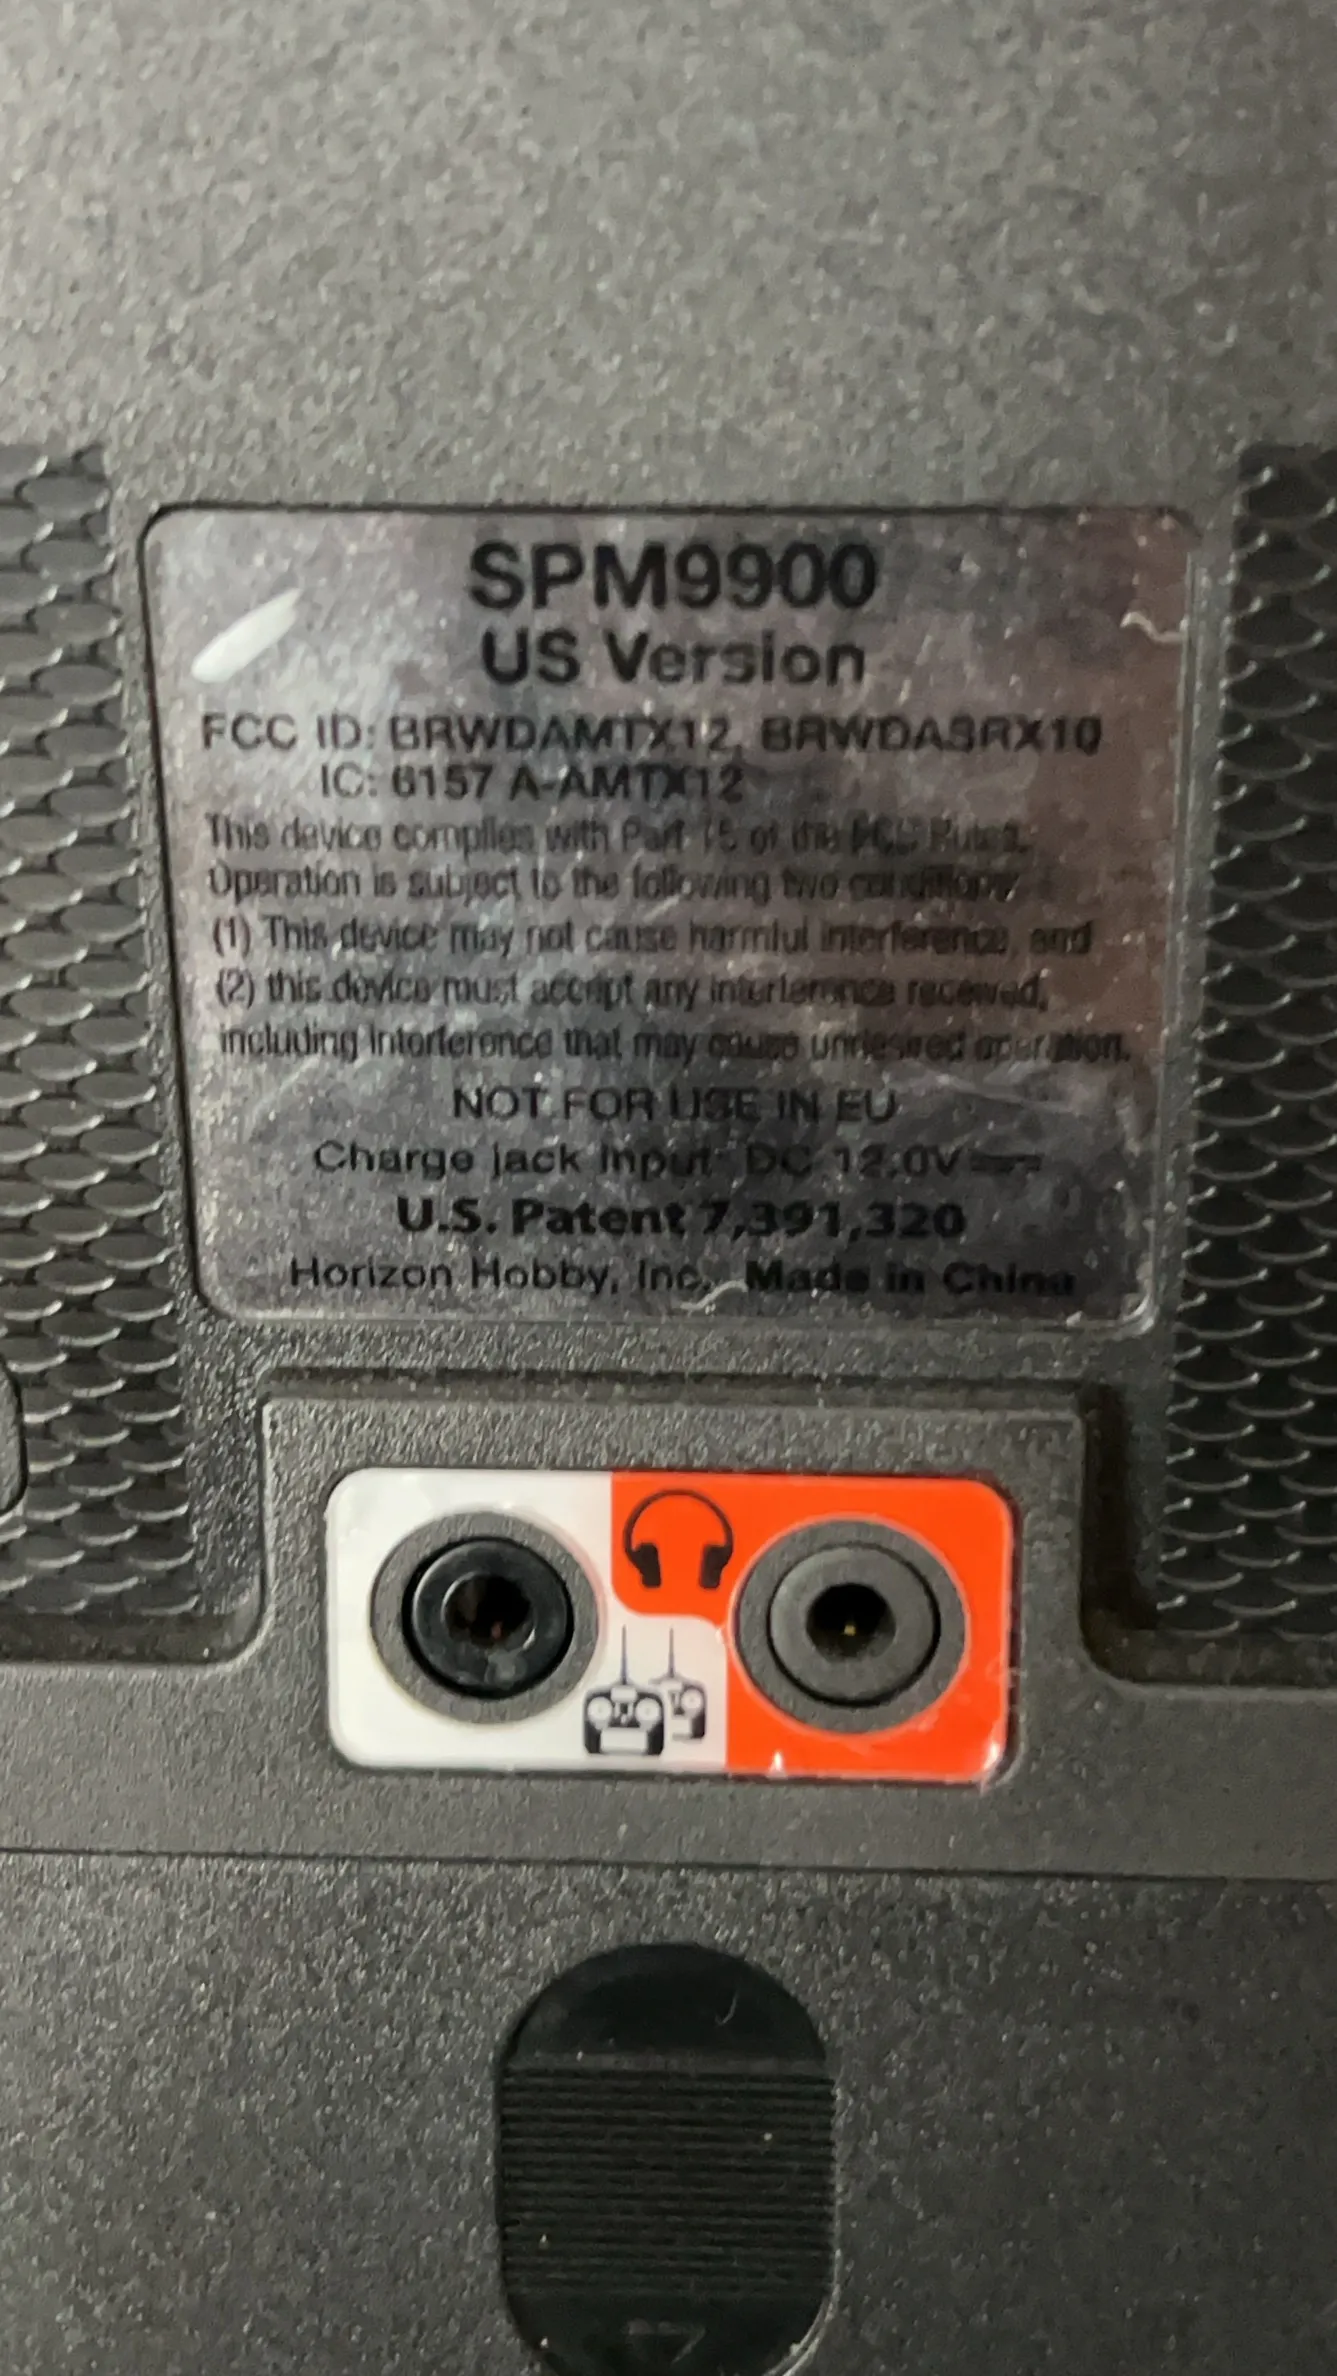 SPM9900
US Version
FCC ID: BRWDAMTX12, BRWDASRX10
IC: 6157 A-AMTX12
This device complies with Part 15 of the FCC Rules.
Operation is subject to the following two conditions:
(1) This device may not cause harmful interference, and
(2) this device must accept any interference received,
including interference that may cause undesired operation.
NOT FOR USE IN EU
Charge jack Input: DC 12.0V
U.S. Patent 7,391,320
Horizon Hobby, Inc. Made in China